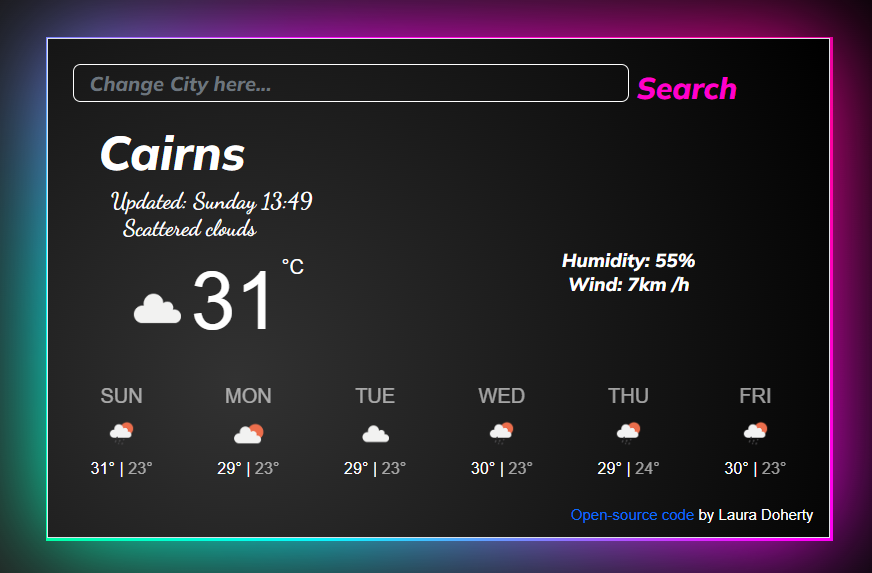 Change City here...
Search
Cairns
Updated: Sunday 13:49
Scattered clouds
31 °C
Humidity: 55%
Wind: 7km /h
SUN MON TUE WED THU FRI
31° | 23° 29° | 23° 29° | 23° 30° | 23° 29° | 24° 30° | 23°
Open-source code by Laura Doherty